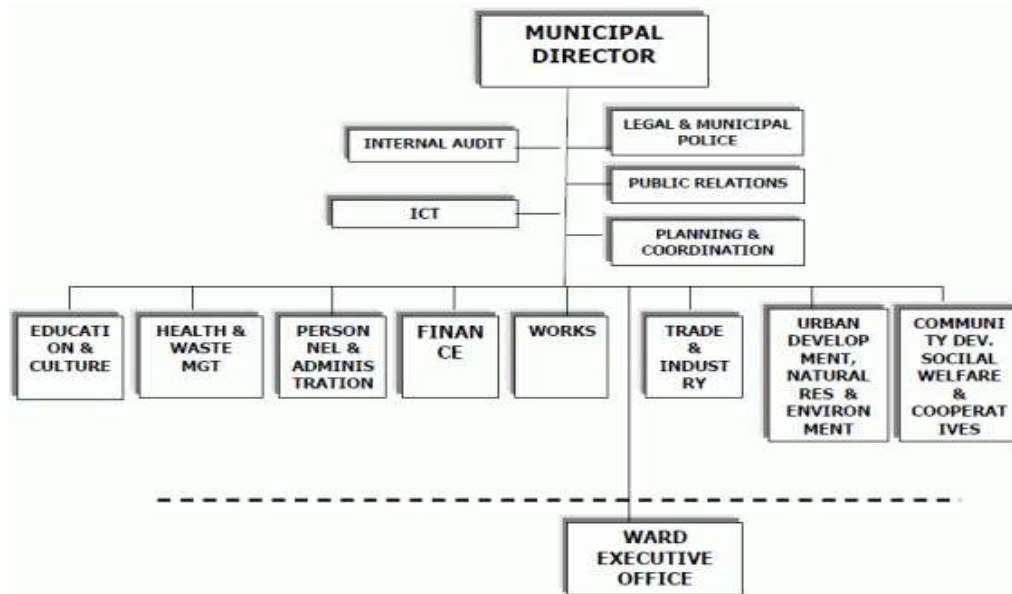 MUNICIPAL
DIRECTOR
INTERNAL AUDIT
LEGAL & MUNICIPAL
POLICE
PUBLIC RELATIONS
ICT
PLANNING &
COORDINATION
EDUCATI
ON &
CULTURE
HEALTH &
WASTE
MGT
PERSON
NEL &
ADMINIS
TRATION
FINAN
CE
WORKS
TRADE
&
INDUST
RY
URBAN
DEVELOP
MENT,
NATURAL
RES & 
ENVIRON
MENT
COMMUNI
TY DEV.
SOCILAL
WELFARE
&
COOPERAT
IVES
WARD
EXECUTIVE
OFFICE